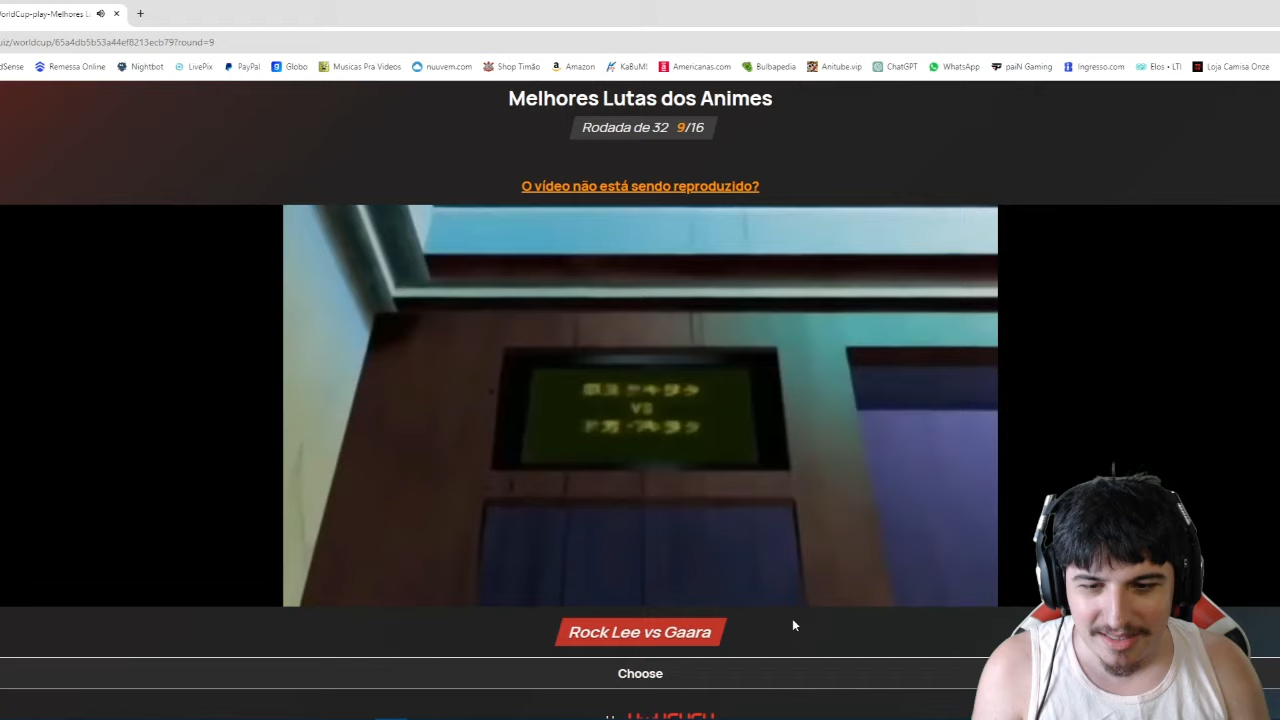 WorldCup-play-Melhores L
uiz/worldcup/65a4db5b53a44ef8213ecb79?round=9
dSense Remessa Online Nightbot LivePix PayPal Globo Musicas Pra Videos nuuvem.com Shop Timão Amazon KaBuM! Americanas.com Bulbapedia Anitube.vip ChatGPT WhatsApp paiN Gaming Ingresso.com Elos • LTI Loja Camisa Onze
Melhores Lutas dos Animes
Rodada de 32 9/16
O vídeo não está sendo reproduzido?
VS
Rock Lee vs Gaara
Choose